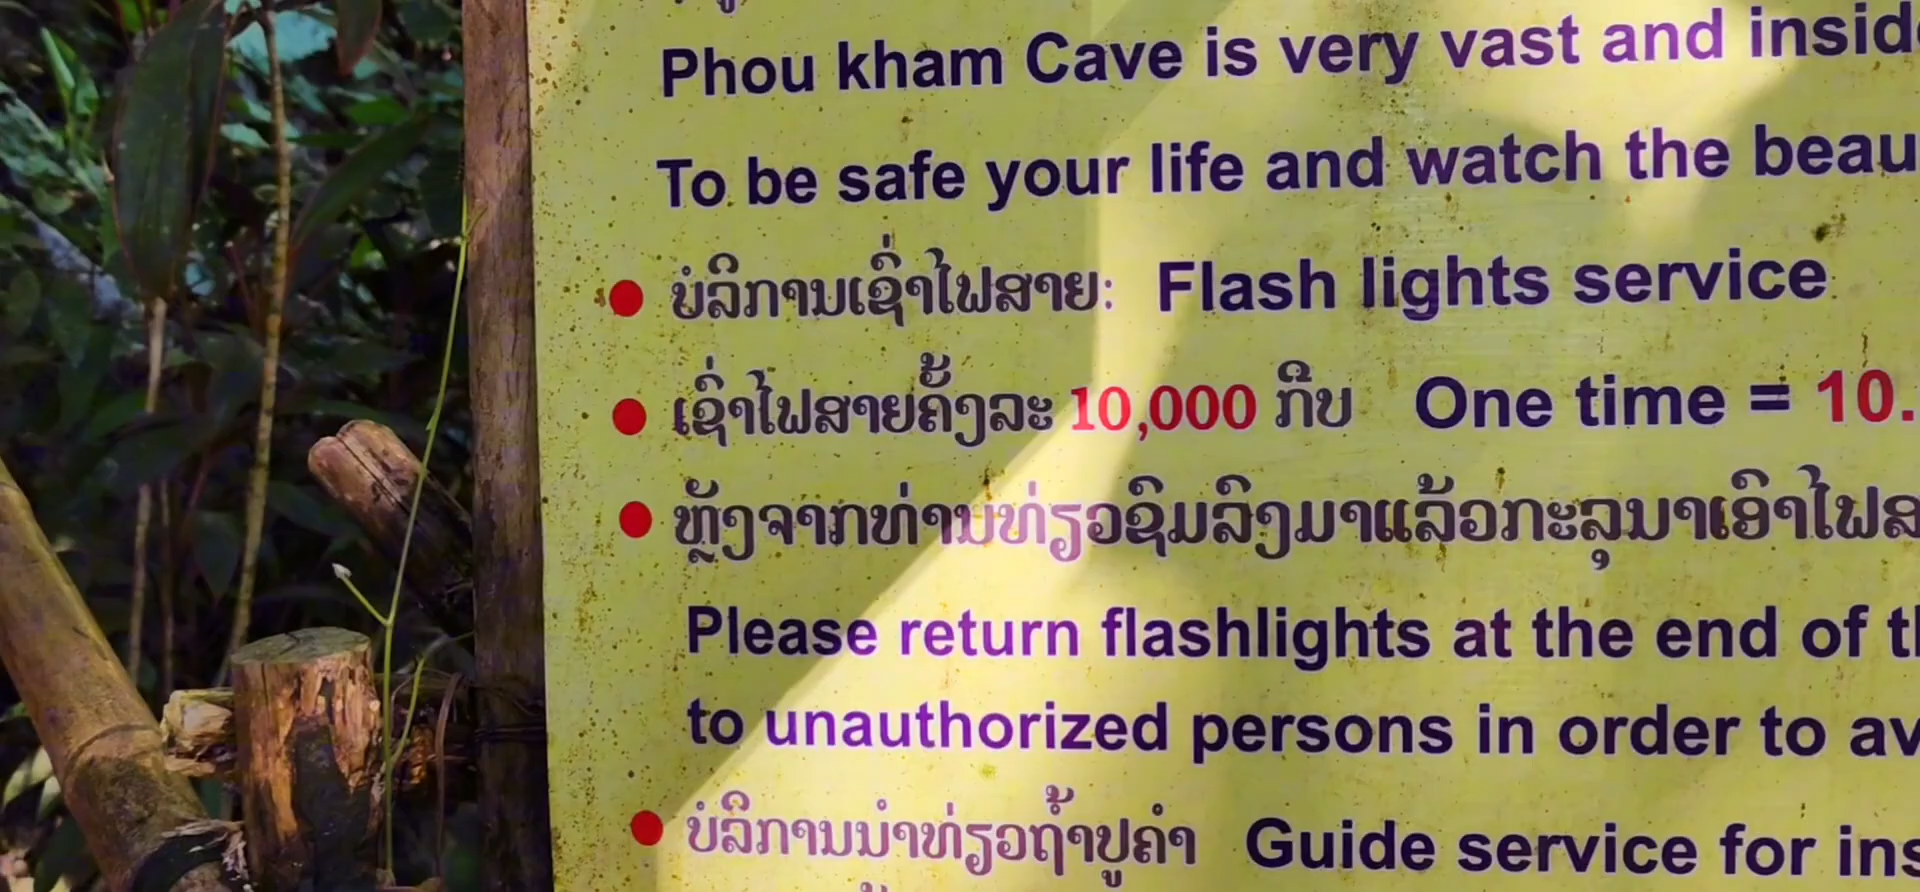 Phou kham Cave is very vast and insid
To be safe your life and watch the beau
ບໍລິການເຊົ່າໄຟສາຍ: Flash lights service
ເຊົ່າໄຟສາຍຄັ້ງລະ 10,000 ກີບ One time = 10.
ຫຼັງຈາກທ່ານທ່ຽວຊົມລົງມາແລ້ວກະລຸນາເອົາໄຟສ
Please return flashlights at the end of th
to unauthorized persons in order to av
ບໍລິການນຳທ່ຽວຖ້ຳປູຄຳ Guide service for ins